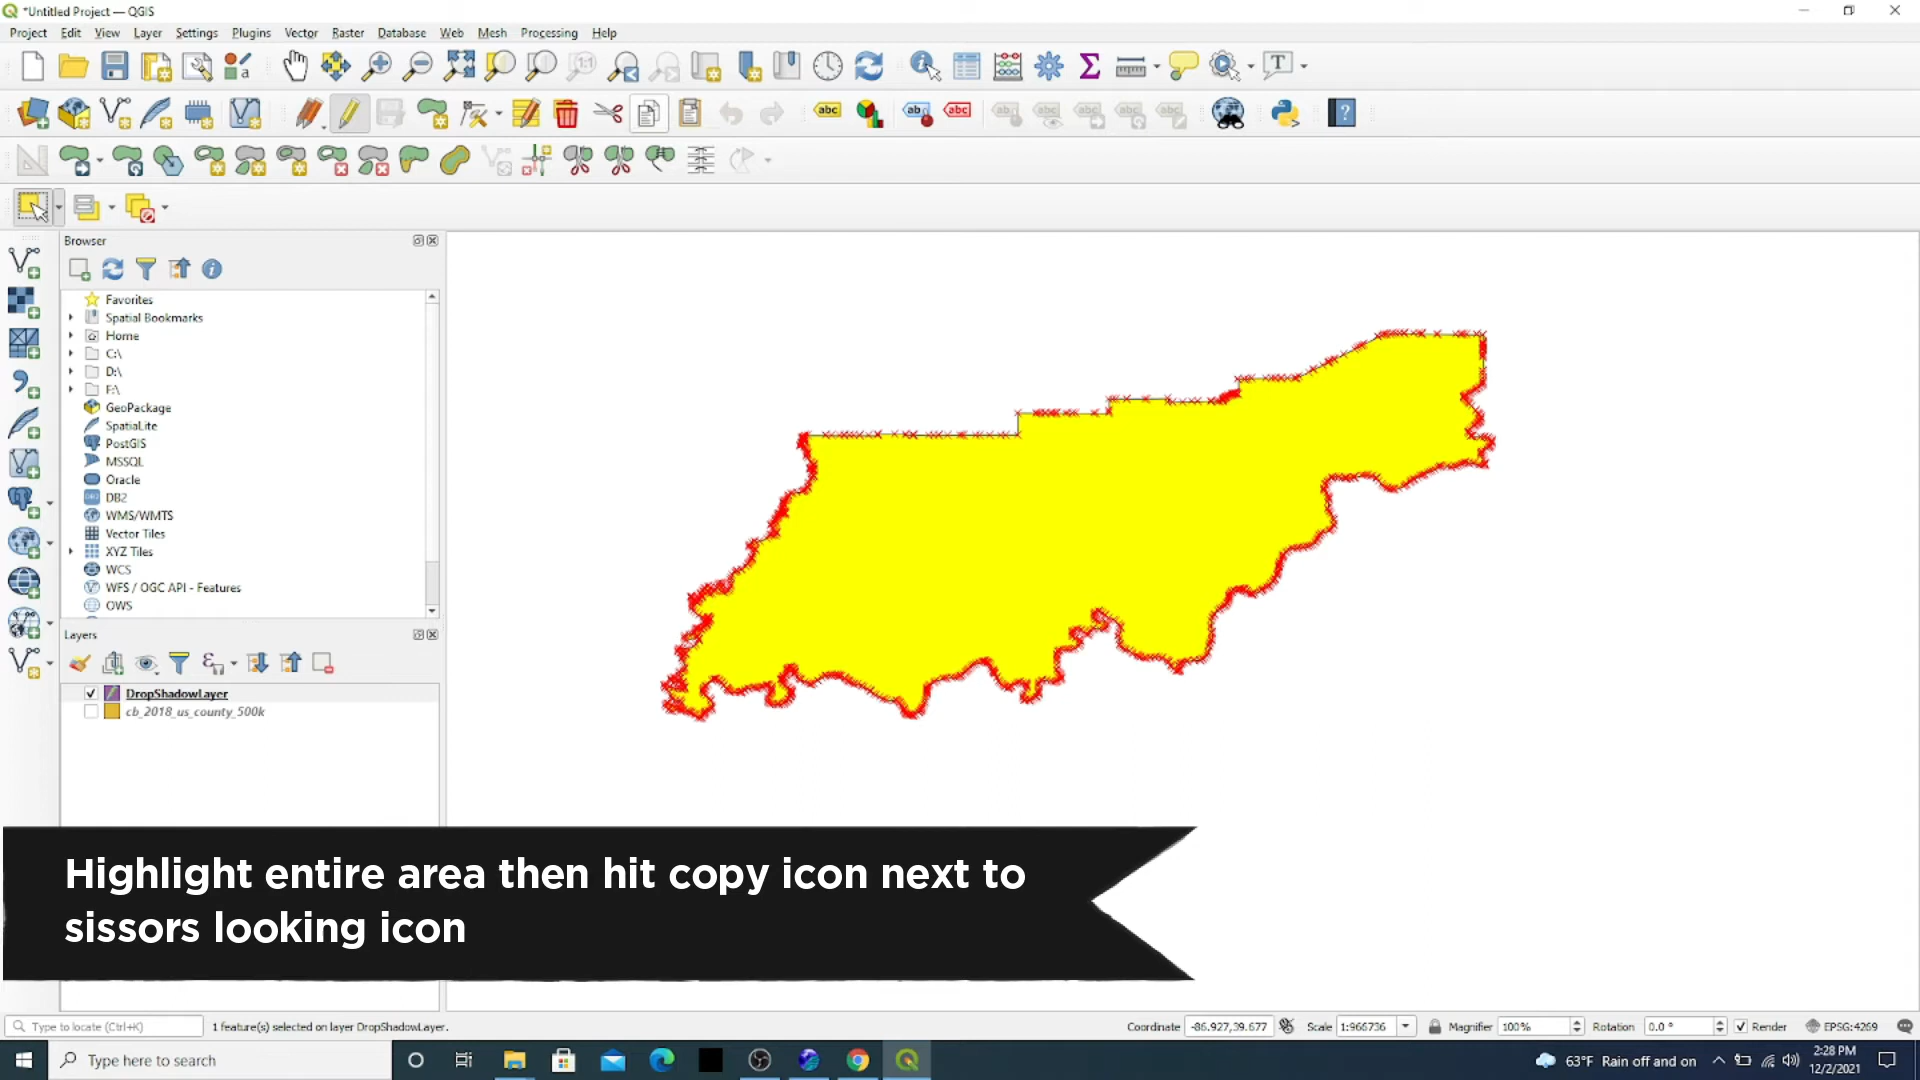 *Untitled Project — QGIS
Project Edit View Layer Settings Plugins Vector Raster Database Web Mesh Processing Help
Browser
Favorites
Spatial Bookmarks
Home
C:\
D:\
F:\
GeoPackage
SpatiaLite
PostGIS
MSSQL
Oracle
DB2
WMS/WMTS
Vector Tiles
XYZ Tiles
WCS
WFS / OGC API - Features
OWS
Layers
DropShadowLayer
cb_2018_us_county_500k
Highlight entire area then hit copy icon next to
sissors looking icon
Type to locate (Ctrl+K) 1 feature(s) selected on layer DropShadowLayer. Coordinate -86.927,39.677 Scale 1:966736 Magnifier 100% Rotation 0.0 ° Render EPSG:4269
Type here to search 63°F Rain off and on 2:28 PM
12/2/2021